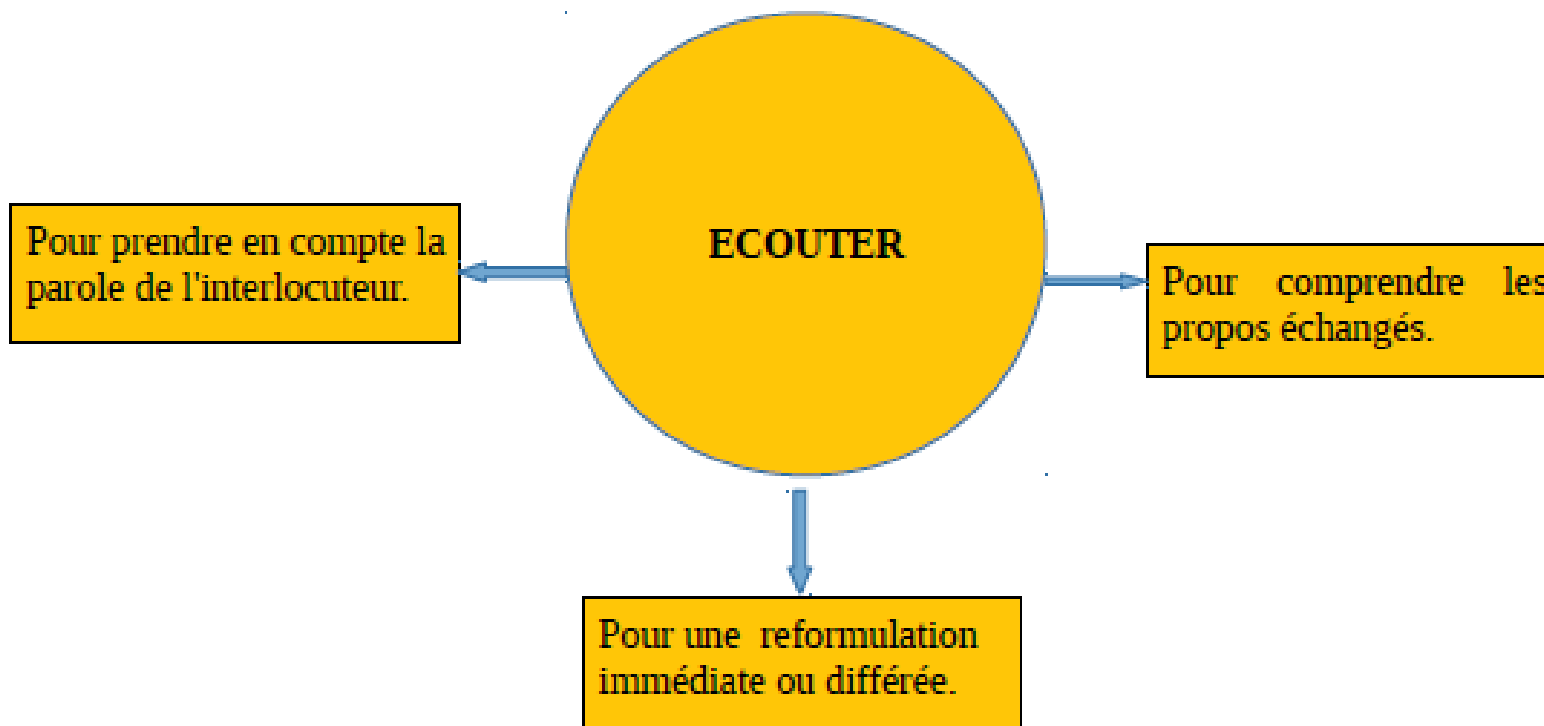 ECOUTER
Pour prendre en compte la
parole de l'interlocuteur.
Pour comprendre les
propos échangés.
Pour une reformulation
immédiate ou différée.